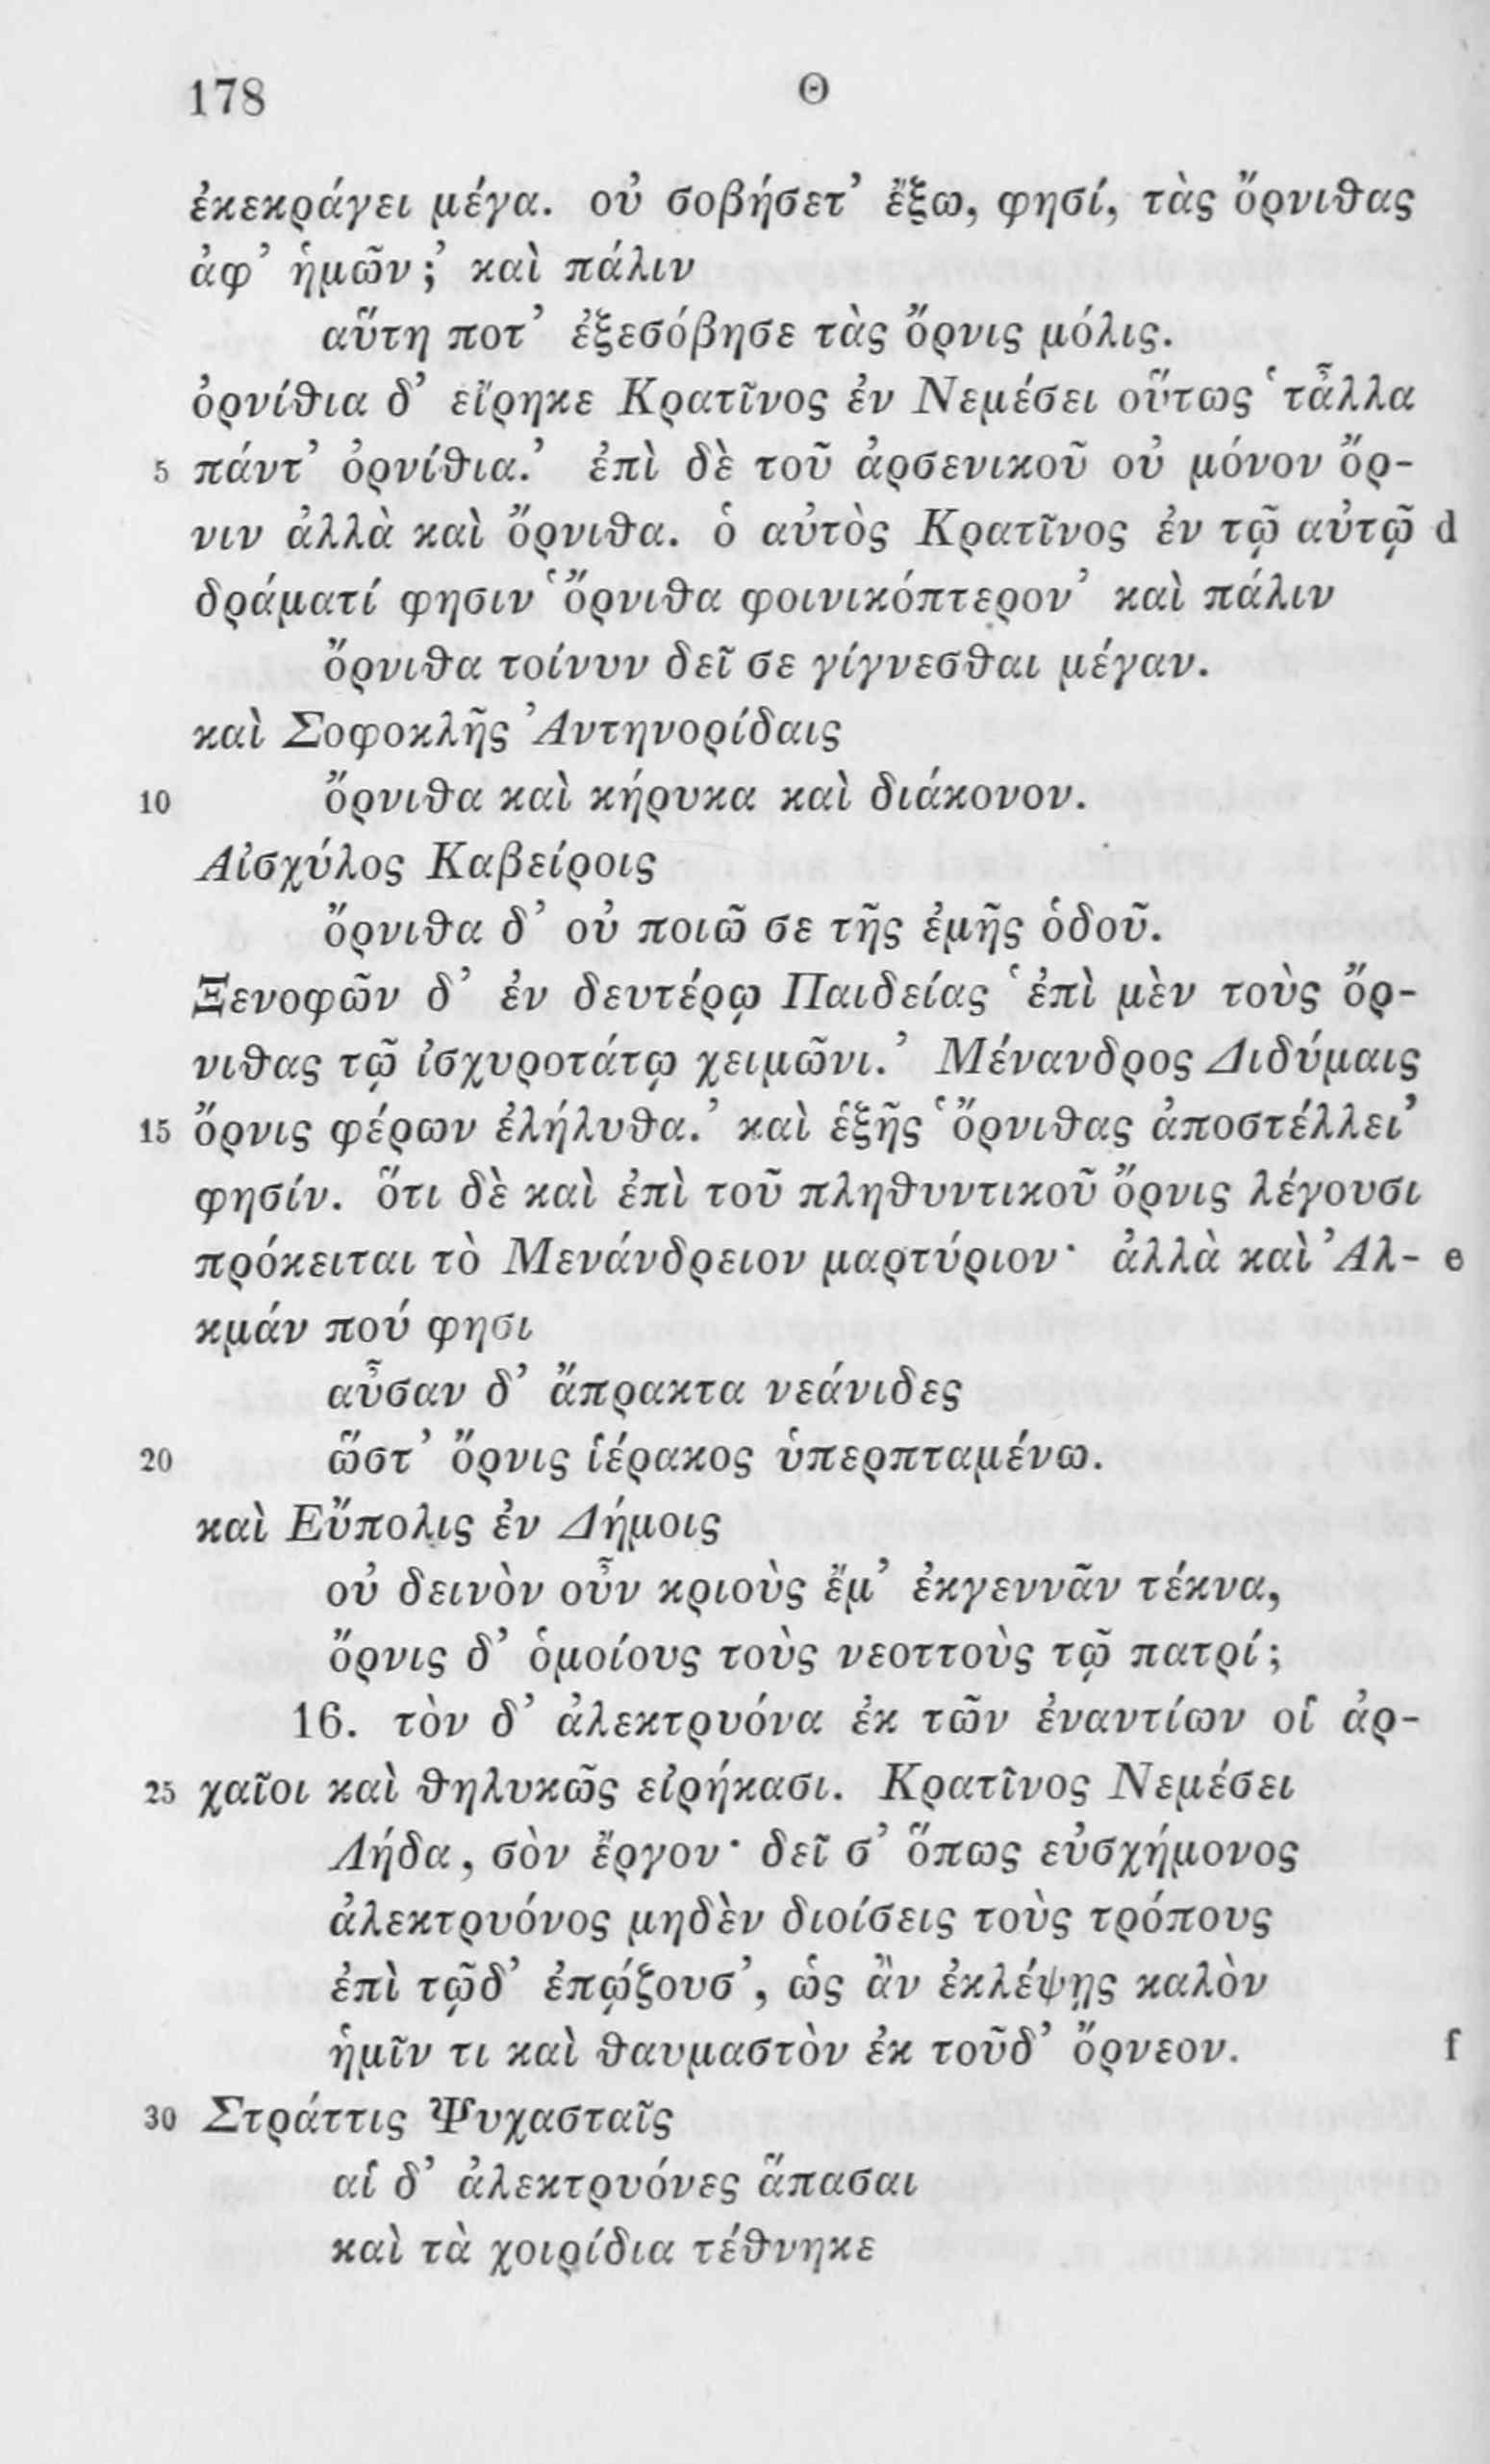 178 Θ
ἐκεκράγει μέγα. οὐ σοβήσετ’ ἔξω, φησί, τὰς ὄρνιθας
ἀφ’ ἡμῶν;’ καὶ πάλιν
αὕτη ποτ’ ἐξεσόβησε τὰς ὄρνις μόλις.
ὀρνίθια δ’ εἴρηκε Κρατῖνος ἐν Νεμέσει οὕτως ‘τἆλλα
5 πάντ’ ὀρνίθια.’ ἐπὶ δὲ τοῦ ἀρσενικοῦ οὐ μόνον ὄρ-
νιν ἀλλὰ καὶ ὄρνιθα. ὁ αὐτὸς Κρατῖνος ἐν τῷ αὐτῷ d
δράματί φησιν ‘ὄρνιθα φοινικόπτερον’ καὶ πάλιν
ὄρνιθα τοίνυν δεῖ σε γίγνεσθαι μέγαν.
καὶ Σοφοκλῆς Ἀντηνορίδαις
10 ὄρνιθα καὶ κήρυκα καὶ διάκονον.
Αἰσχύλος Καβείροις
ὄρνιθα δ’ οὐ ποιῶ σε τῆς ἐμῆς ὁδοῦ.
Ξενοφῶν δ’ ἐν δευτέρῳ Παιδείας ‘ἐπὶ μὲν τοὺς ὄρ-
νιθας τῷ ἰσχυροτάτῳ χειμῶνι.’ Μένανδρος Διδύμαις
15 ὄρνις φέρων ἐλήλυθα.’ καὶ ἑξῆς ‘ὄρνιθας ἀποστέλλει’
φησίν. ὅτι δὲ καὶ ἐπὶ τοῦ πληθυντικοῦ ὄρνις λέγουσι
πρόκειται τὸ Μενάνδρειον μαρτύριον· ἀλλὰ καὶ Ἀλ- e
κμάν πού φησι
αὖσαν δ’ ἄπρακτα νεάνιδες
20 ὥστ’ ὄρνις ἱέρακος ὑπερπταμένω.
καὶ Εὔπολις ἐν Δήμοις
οὐ δεινὸν οὖν κριοὺς ἔμ’ ἐκγεννᾶν τέκνα,
ὄρνις δ’ ὁμοίους τοὺς νεοττοὺς τῷ πατρί;
16. τὸν δ’ ἀλεκτρυόνα ἐκ τῶν ἐναντίων οἱ ἀρ-
25 χαῖοι καὶ θηλυκῶς εἰρήκασι. Κρατῖνος Νεμέσει
Λήδα, σὸν ἔργον· δεῖ σ’ ὅπως εὐσχήμονος
ἀλεκτρυόνος μηδὲν διοίσεις τοὺς τρόπους
ἐπὶ τῷδ’ ἐπῴζουσ’, ὡς ἂν ἐκλέψῃς καλὸν
ἡμῖν τι καὶ θαυμαστὸν ἐκ τοῦδ’ ὄρνεον. f
30 Στράττις Ψυχασταῖς
αἱ δ’ ἀλεκτρυόνες ἅπασαι
καὶ τὰ χοιρίδια τέθνηκε